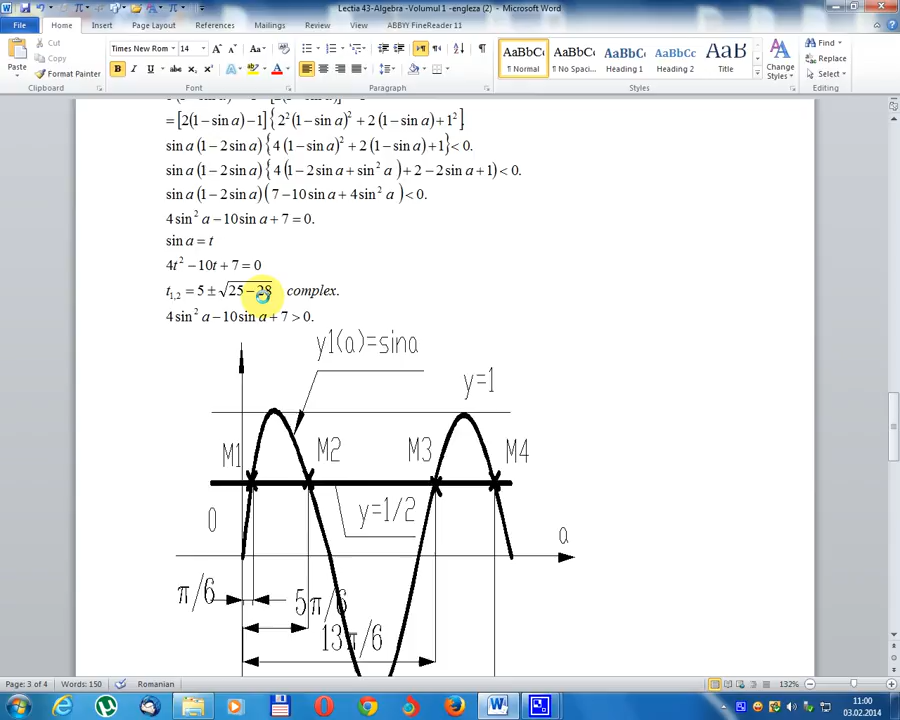 Lectia 43-Algebra -Volumul 1 -engleza (2) - Microsoft Word
File Home Insert Page Layout References Mailings Review View ABBYY FineReader 11
Cut
Copy
Format Painter
Paste
Clipboard
Times New Rom 14
B I U
Font
Paragraph
AaBbCc AaBbCc AaBbCc AaBbCc AaB
¶ Normal ¶ No Spaci... Heading 1 Heading 2 Title
Change Styles
Styles
Find
Replace
Select
Editing
= [2(1−sin a)−1]{2²(1−sin a)²+2(1−sin a)+1²}
sin a(1−2sin a){4(1−sin a)²+2(1−sin a)+1}<0.
sin a(1−2sin a){4(1−2sin a+sin² a)+2−2sin a+1)<0.
sin a(1−2sin a)(7−10sin a+4sin² a)<0.
4sin² a−10sin a+7=0.
sin a = t
4t²−10t+7=0
t₁,₂ = 5±√25−28 complex.
4sin² a−10sin a+7>0.
y1(a)=sina
y=1
M1 M2 M3 M4
y=1/2
0
a
π/6
5π/6
13π/6
Page: 3 of 4 Words: 150 Romanian 132%
11:00
03.02.2014